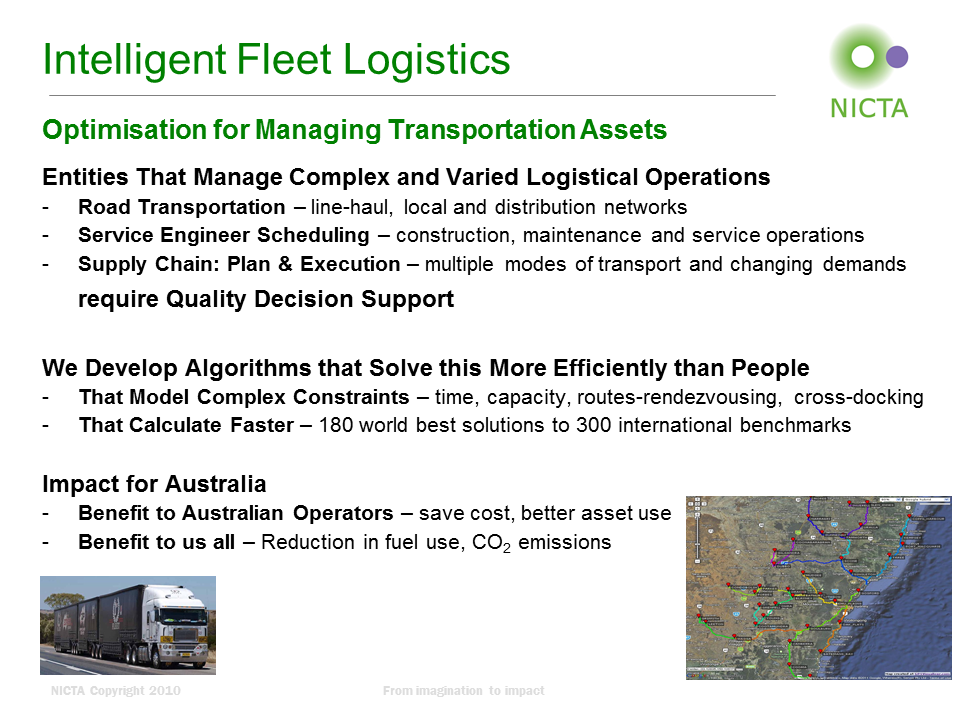 Intelligent Fleet Logistics
NICTA
Optimisation for Managing Transportation Assets
Entities That Manage Complex and Varied Logistical Operations
- Road Transportation – line-haul, local and distribution networks
- Service Engineer Scheduling – construction, maintenance and service operations
- Supply Chain: Plan & Execution – multiple modes of transport and changing demands
require Quality Decision Support
We Develop Algorithms that Solve this More Efficiently than People
- That Model Complex Constraints – time, capacity, routes-rendezvousing, cross-docking
- That Calculate Faster – 180 world best solutions to 300 international benchmarks
Impact for Australia
- Benefit to Australian Operators – save cost, better asset use
- Benefit to us all – Reduction in fuel use, CO₂ emissions
NICTA Copyright 2010
From imagination to impact